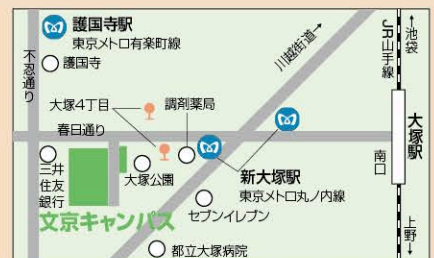 護国寺駅
東京メトロ有楽町線
護国寺
不忍通り
川越街道→
JR山手線
↑池袋
大塚4丁目
調剤薬局
春日通り
大塚駅
南口
三井
住友
銀行
大塚公園
新大塚駅
東京メトロ丸ノ内線
セブンイレブン
文京キャンパス
都立大塚病院
上野↓